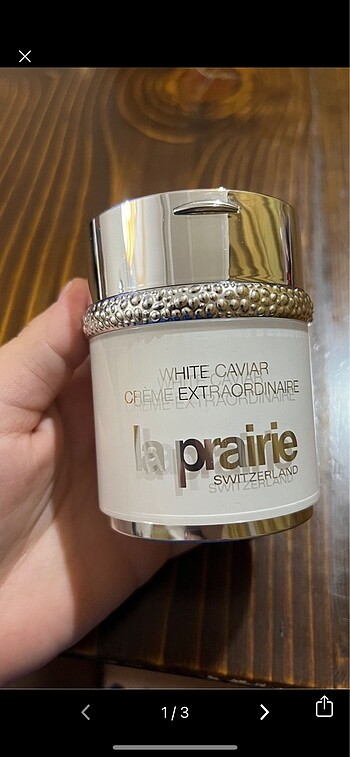 WHITE CAVIAR
CRÈME EXTRAORDINAIRE
la prairie
SWITZERLAND
1/3